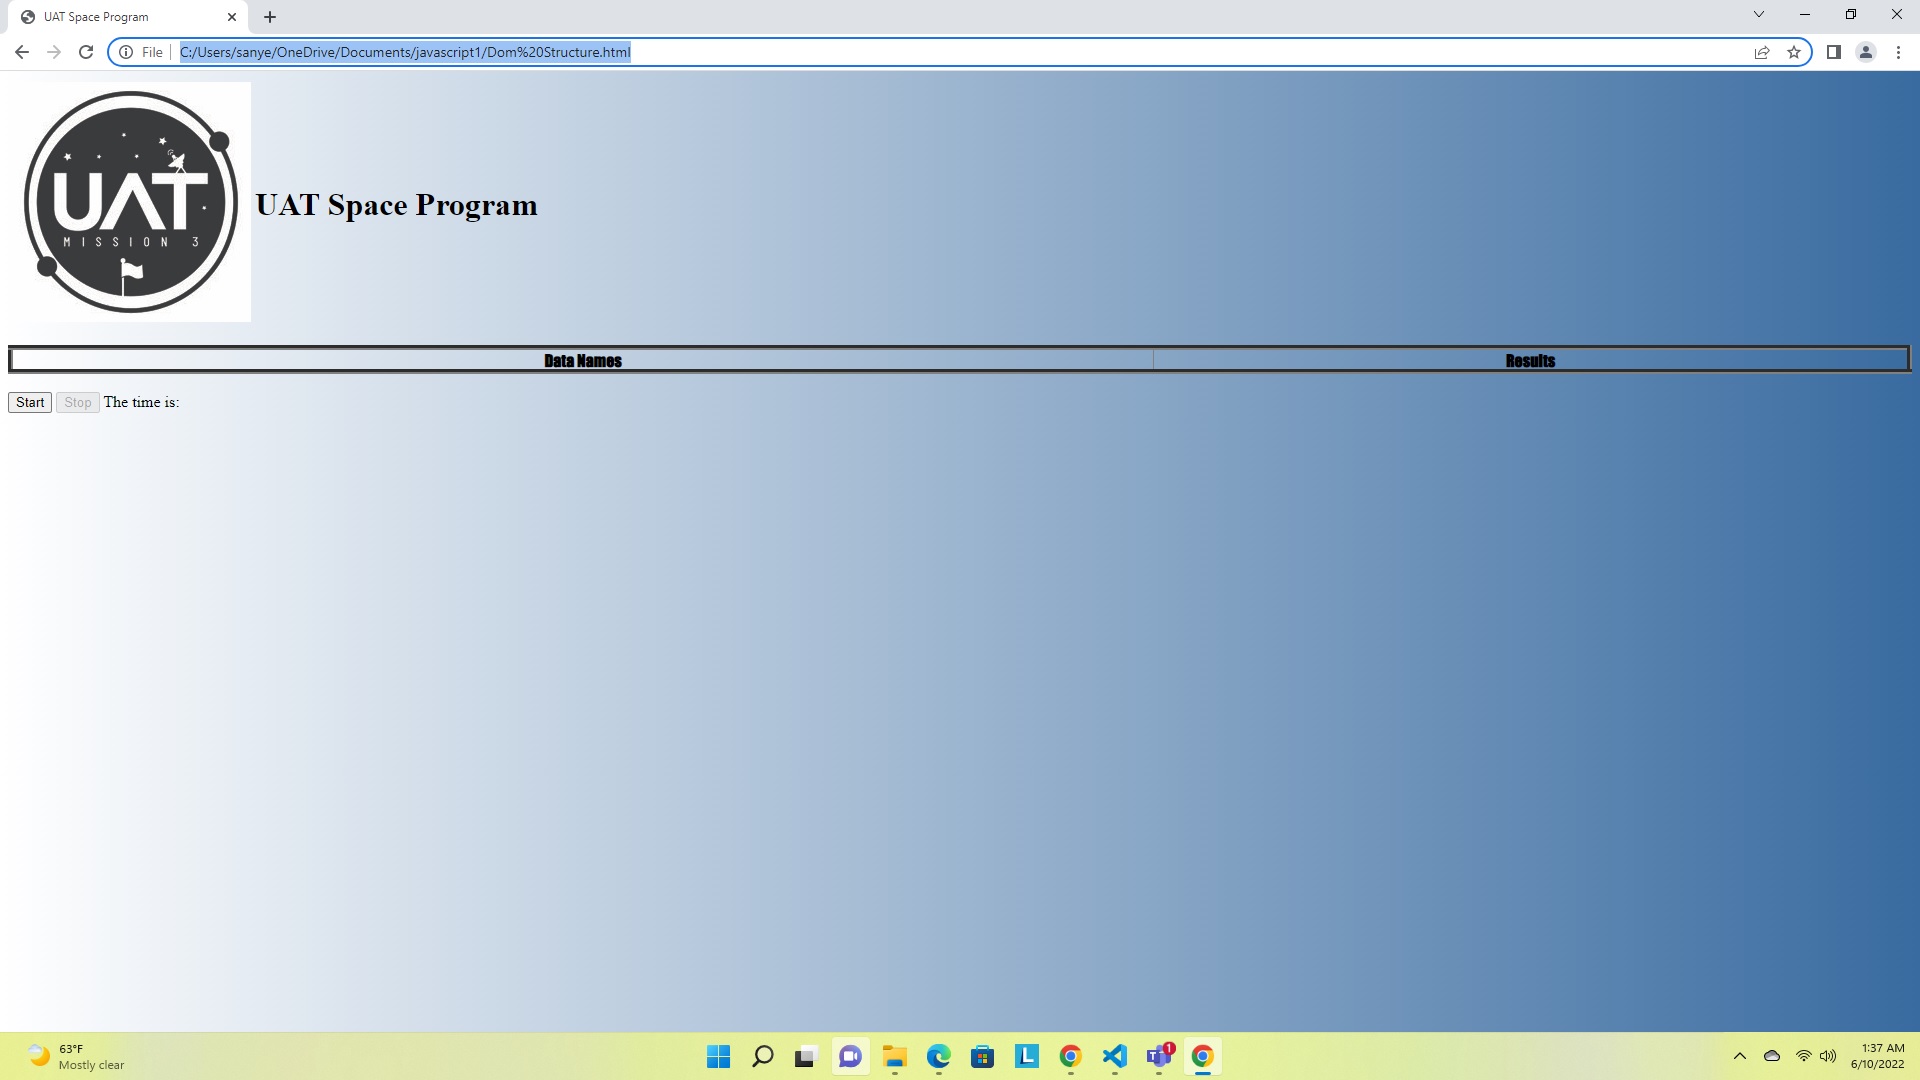 UAT Space Program
File
C:/Users/sanye/OneDrive/Documents/javascript1/Dom%20Structure.html
UAT
MISSION 3
UAT Space Program
Data Names Results
Start Stop The time is:
63°F
Mostly clear
L
T
1
1:37 AM
6/10/2022